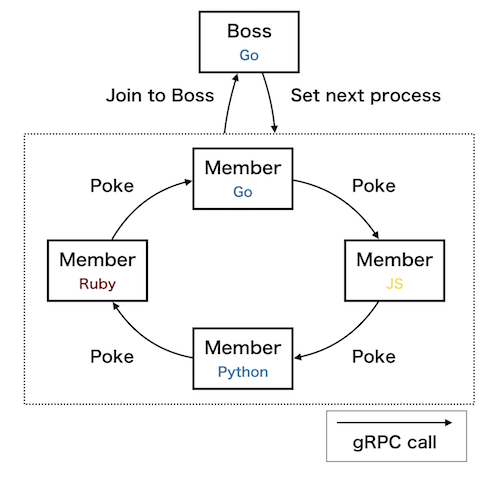 Boss
Go
Join to Boss
Set next process
Member
Go
Poke
Poke
Member
Ruby
Member
JS
Member
Python
Poke
Poke
gRPC call